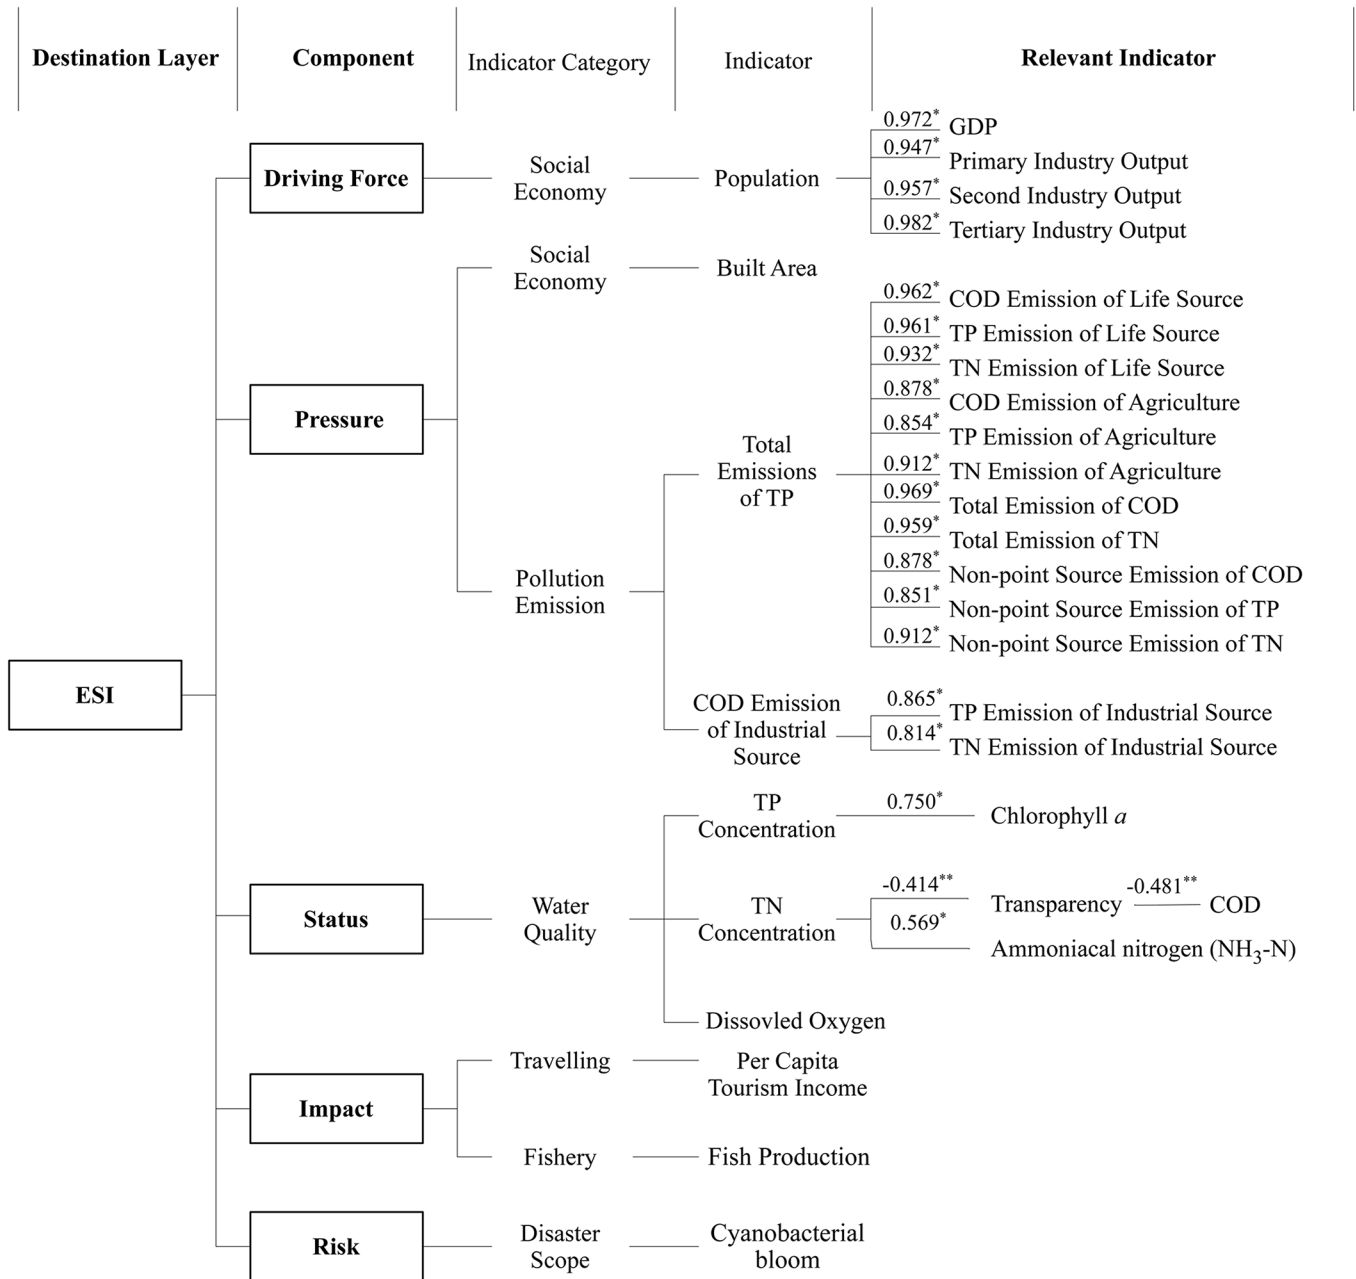 Destination Layer
Component
Indicator Category
Indicator
Relevant Indicator
Driving Force
Social
Economy
Population
0.972* GDP
0.947* Primary Industry Output
0.957* Second Industry Output
0.982* Tertiary Industry Output
Social
Economy
Built Area
Pressure
Pollution
Emission
Total
Emissions
of TP
0.962* COD Emission of Life Source
0.961* TP Emission of Life Source
0.932* TN Emission of Life Source
0.878* COD Emission of Agriculture
0.854* TP Emission of Agriculture
0.912* TN Emission of Agriculture
0.969* Total Emission of COD
0.959* Total Emission of TN
0.878* Non-point Source Emission of COD
0.851* Non-point Source Emission of TP
0.912* Non-point Source Emission of TN
ESI
COD Emission
of Industrial
Source
0.865* TP Emission of Industrial Source
0.814* TN Emission of Industrial Source
Status
Water
Quality
TP
Concentration
0.750* Chlorophyll a
TN
Concentration
-0.414** Transparency -0.481** COD
0.569* Ammoniacal nitrogen (NH3-N)
Dissovled Oxygen
Impact
Travelling
Per Capita
Tourism Income
Fishery
Fish Production
Risk
Disaster
Scope
Cyanobacterial
bloom